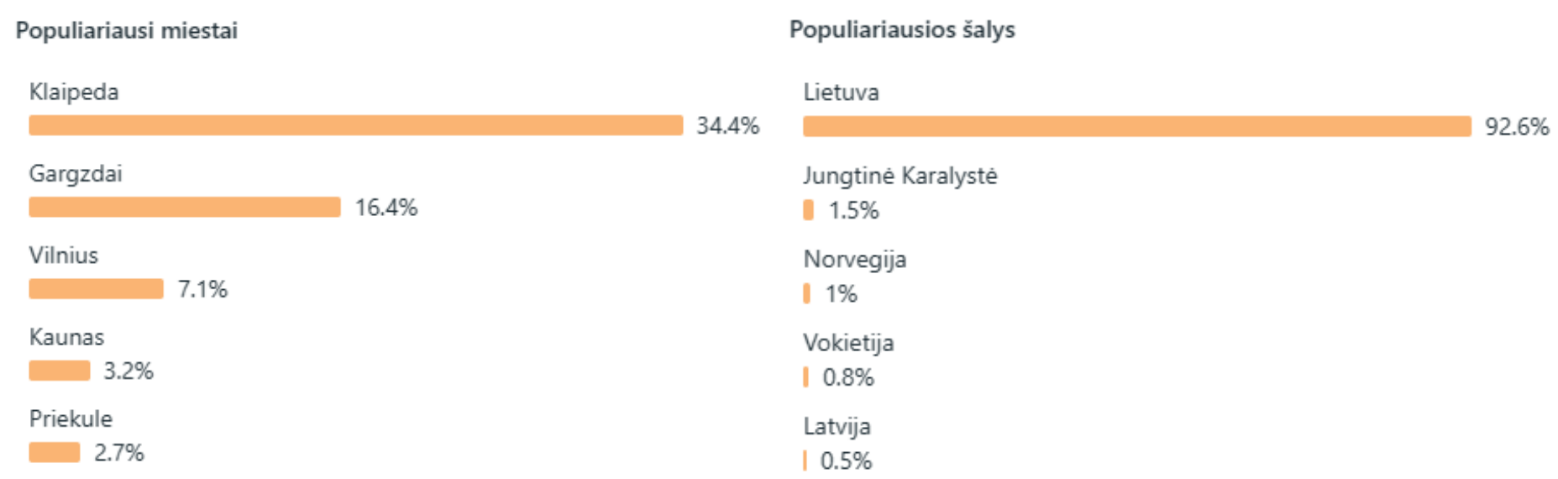 Populiariausi miestai
Klaipeda
34.4%
Gargzdai
16.4%
Vilnius
7.1%
Kaunas
3.2%
Priekule
2.7%
Populiariausios šalys
Lietuva
92.6%
Jungtinė Karalystė
1.5%
Norvegija
1%
Vokietija
0.8%
Latvija
0.5%